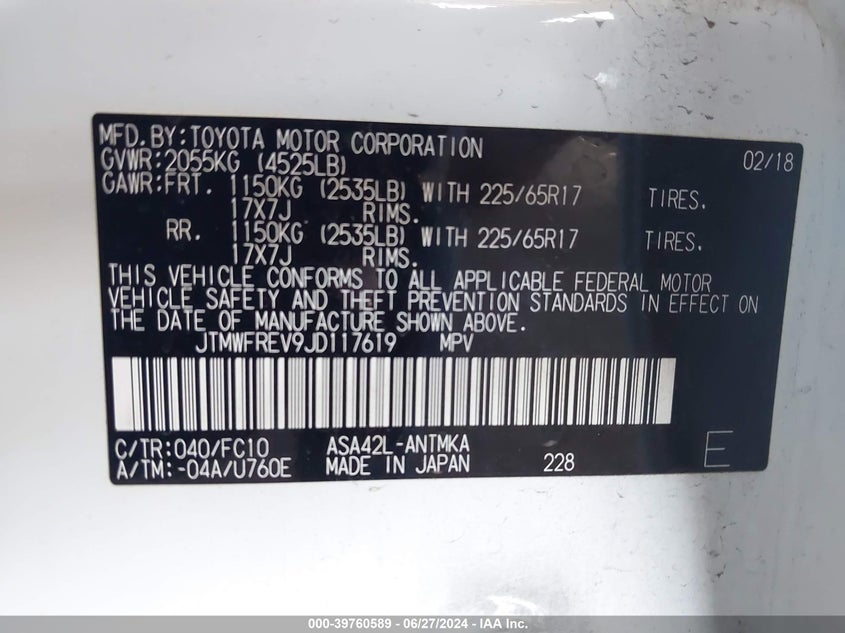 MFD.BY:TOYOTA MOTOR CORPORATION 02/18
GVWR:2055KG (4525LB)
GAWR:FRT. 1150KG (2535LB) WITH 225/65R17 TIRES.
17X7J RIMS.
RR. 1150KG (2535LB) WITH 225/65R17 TIRES.
17X7J RIMS.
THIS VEHICLE CONFORMS TO ALL APPLICABLE FEDERAL MOTOR
VEHICLE SAFETY AND THEFT PREVENTION STANDARDS IN EFFECT ON
THE DATE OF MANUFACTURE SHOWN ABOVE.
JTMWFREV9JD117619 MPV
C/TR:040/FC10 ASA42L-ANTMKA
A/TM:-04A/U760E MADE IN JAPAN 228 E
000-39760589 - 06/27/2024 - IAA